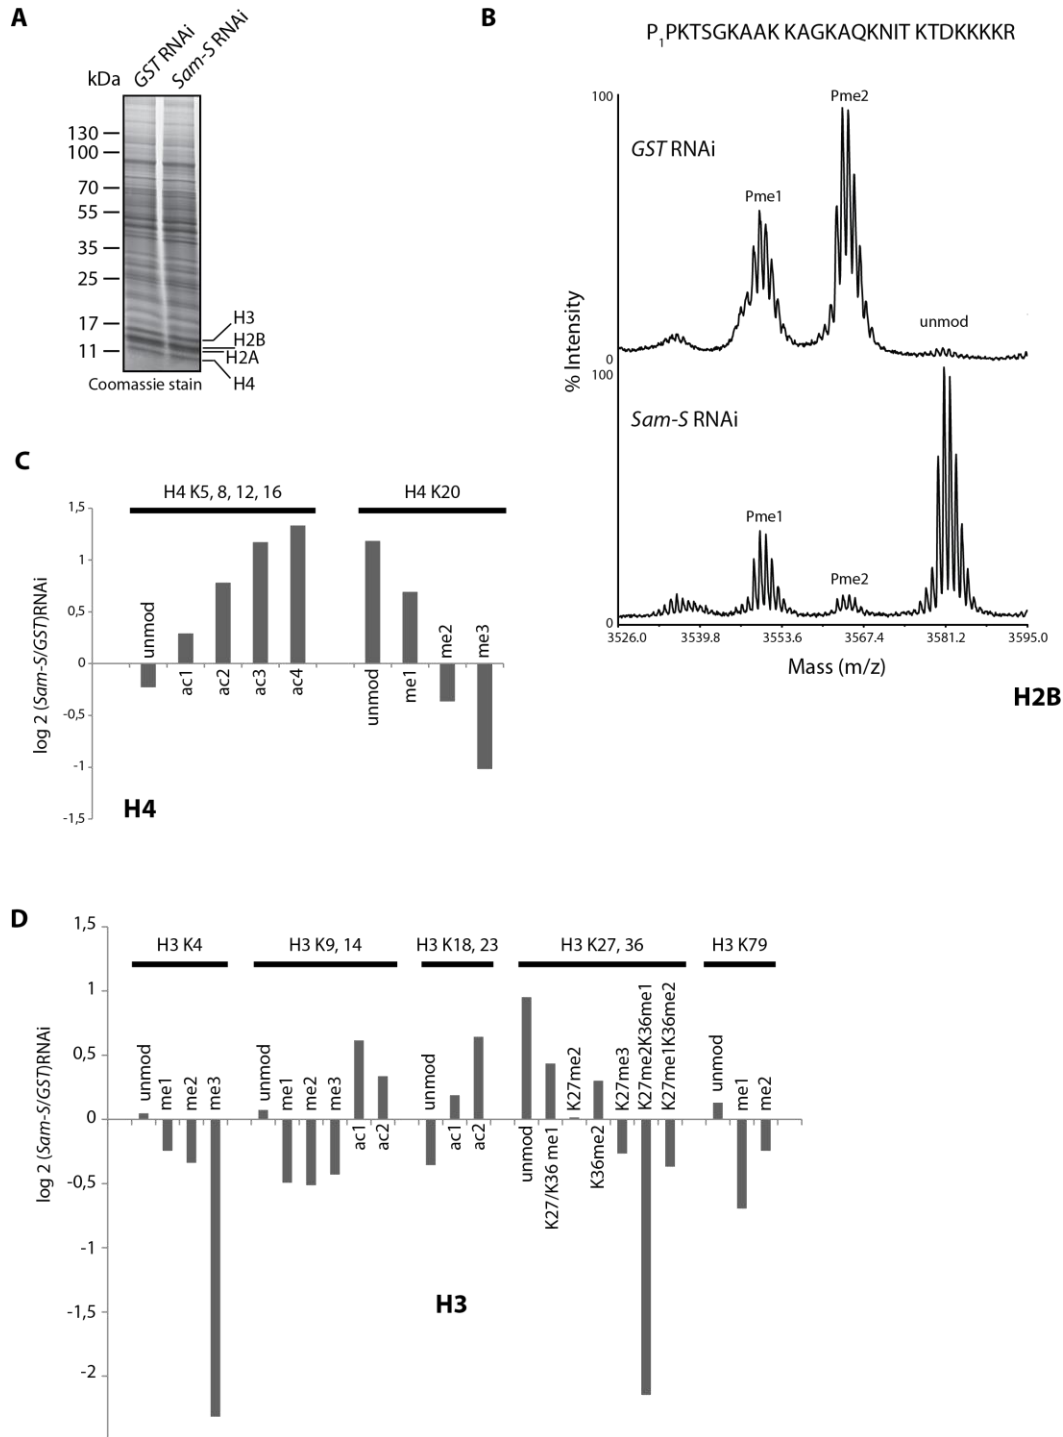 A
GST RNAi
Sam-S RNAi
kDa
130
100
70
55
35
25
17
11
H3
H2B
H2A
H4
Coomassie stain
B
P1PKTSGKAAK KAGKAQKNIT KTDKKKKR
100
Pme2
GST RNAi
Pme1
unmod
0
% Intensity
100
Sam-S RNAi
Pme1
Pme2
0
3526.0 3539.8 3553.6 3567.4 3581.2 3595.0
Mass (m/z)
H2B
C
H4 K5, 8, 12, 16 H4 K20
1,5
1
0,5
0
-0,5
-1
-1,5
log 2 (Sam-S/GST)RNAi
unmod
ac1
ac2
ac3
ac4
unmod
me1
me2
me3
H4
D
H3 K4 H3 K9, 14 H3 K18, 23 H3 K27, 36 H3 K79
1,5
1
0,5
0
-0,5
-1
-1,5
-2
log 2 (Sam-S/GST)RNAi
unmod
me1
me2
me3
unmod
me1
me2
me3
ac1
ac2
unmod
ac1
ac2
unmod
K27/K36 me1
K27me2
K36me2
K27me3
K27me2K36me1
K27me1K36me2
unmod
me1
me2
H3